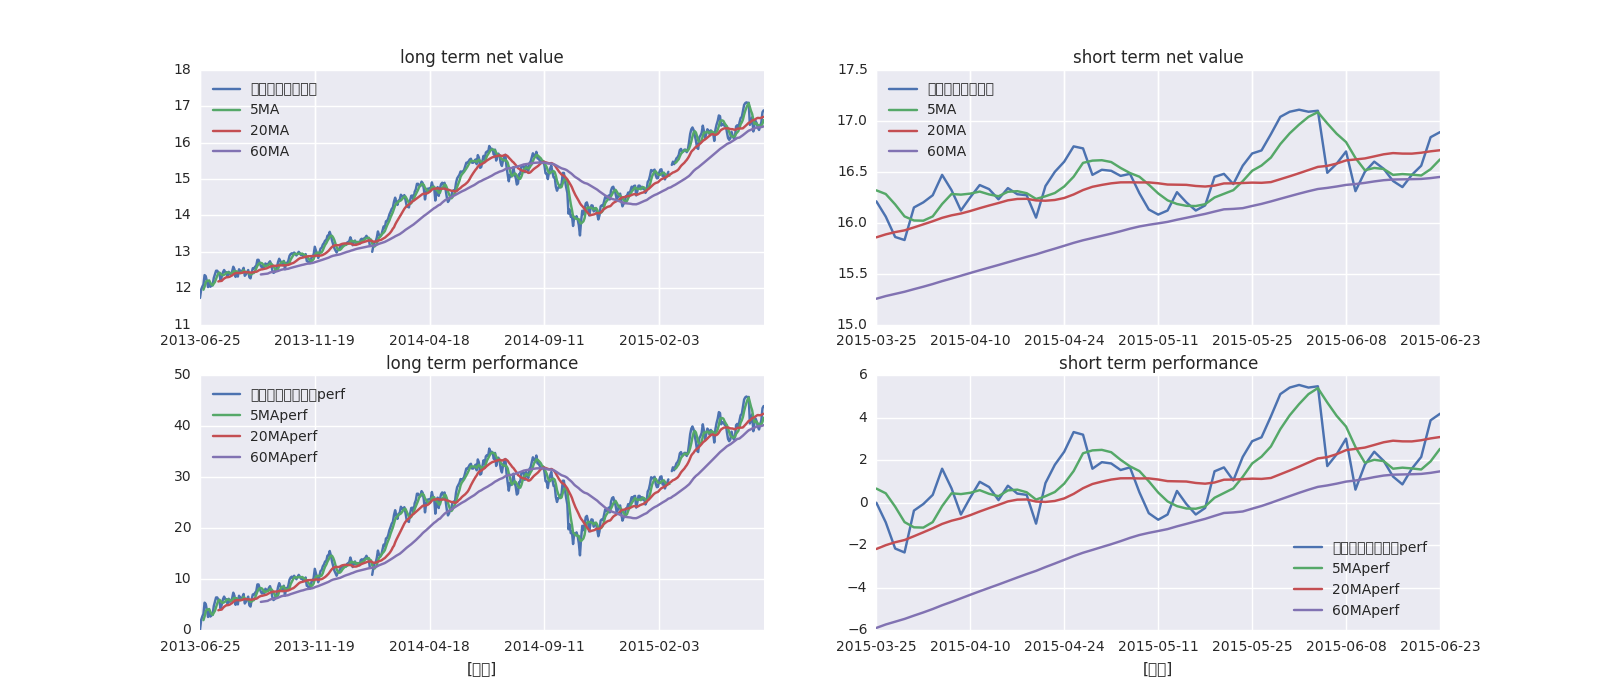 long term net value
18
17
16
15
14
13
12
11
5MA
20MA
60MA
2013-06-25 2013-11-19 2014-04-18 2014-09-11 2015-02-03
short term net value
17.5
17.0
16.5
16.0
15.5
15.0
5MA
20MA
60MA
2015-03-25 2015-04-10 2015-04-24 2015-05-11 2015-05-25 2015-06-08 2015-06-23
long term performance
50
40
30
20
10
0
perf
5MAperf
20MAperf
60MAperf
2013-06-25 2013-11-19 2014-04-18 2014-09-11 2015-02-03
short term performance
6
4
2
0
−2
−4
−6
perf
5MAperf
20MAperf
60MAperf
2015-03-25 2015-04-10 2015-04-24 2015-05-11 2015-05-25 2015-06-08 2015-06-23